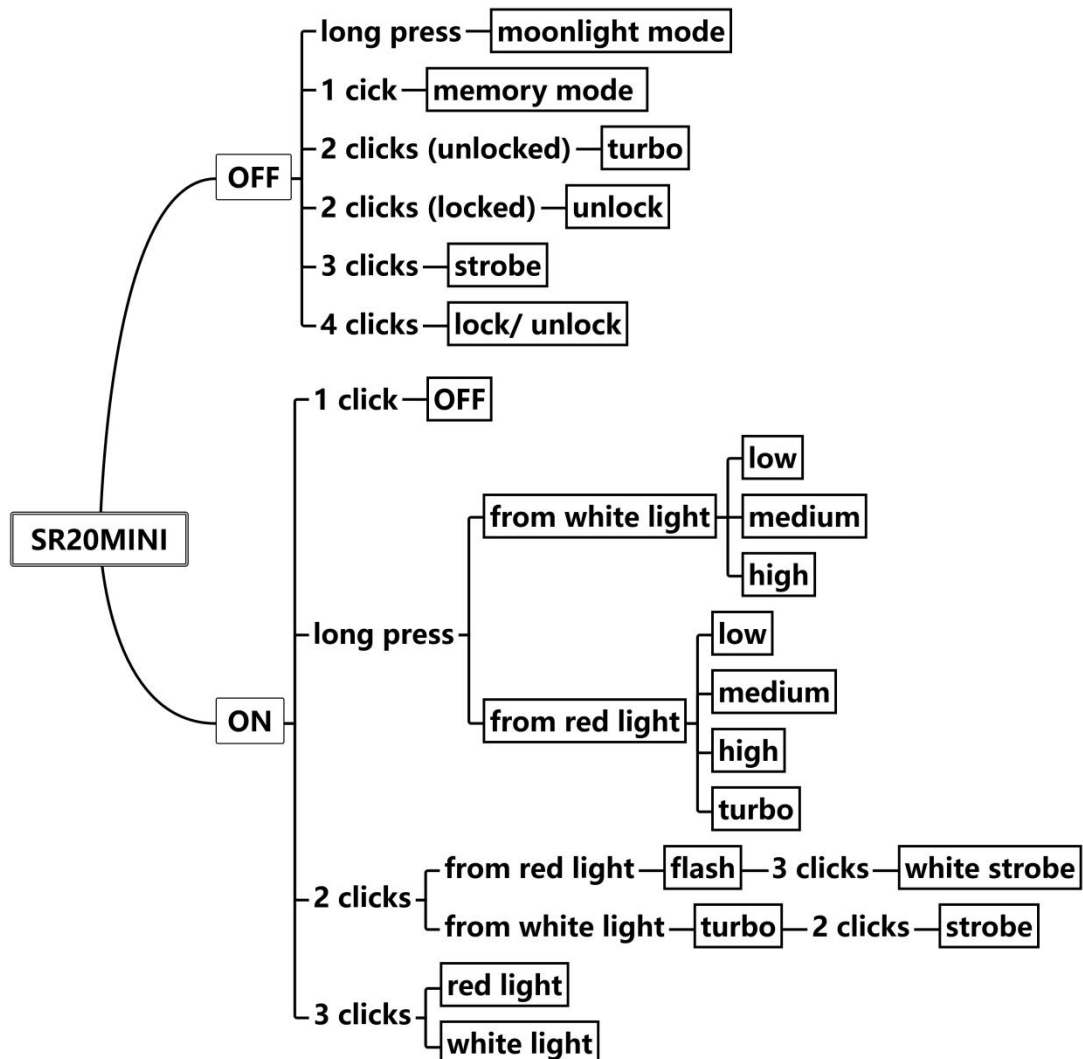 long press moonlight mode
1 cick memory mode
2 clicks (unlocked) turbo
OFF
2 clicks (locked) unlock
3 clicks strobe
4 clicks lock/ unlock
1 click OFF
low
from white light medium
SR20MINI
high
long press
low
medium
ON from red light
high
turbo
from red light flash 3 clicks white strobe
2 clicks
from white light turbo 2 clicks strobe
red light
3 clicks
white light